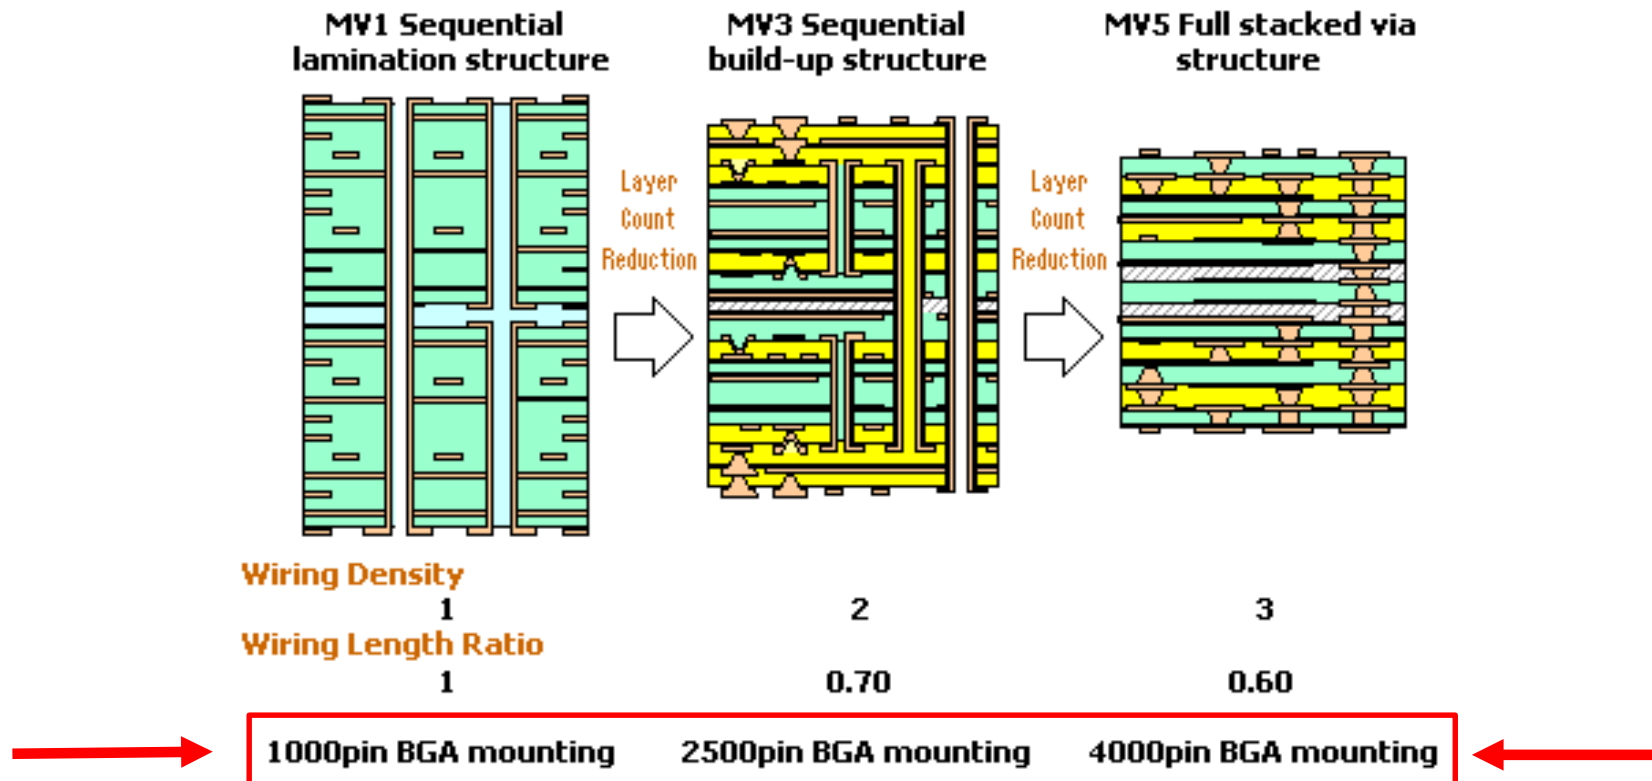 MV1 Sequential
lamination structure
MV3 Sequential
build-up structure
MV5 Full stacked via
structure
Layer
Count
Reduction
Layer
Count
Reduction
Wiring Density
1
2
3
Wiring Length Ratio
1
0.70
0.60
1000pin BGA mounting
2500pin BGA mounting
4000pin BGA mounting